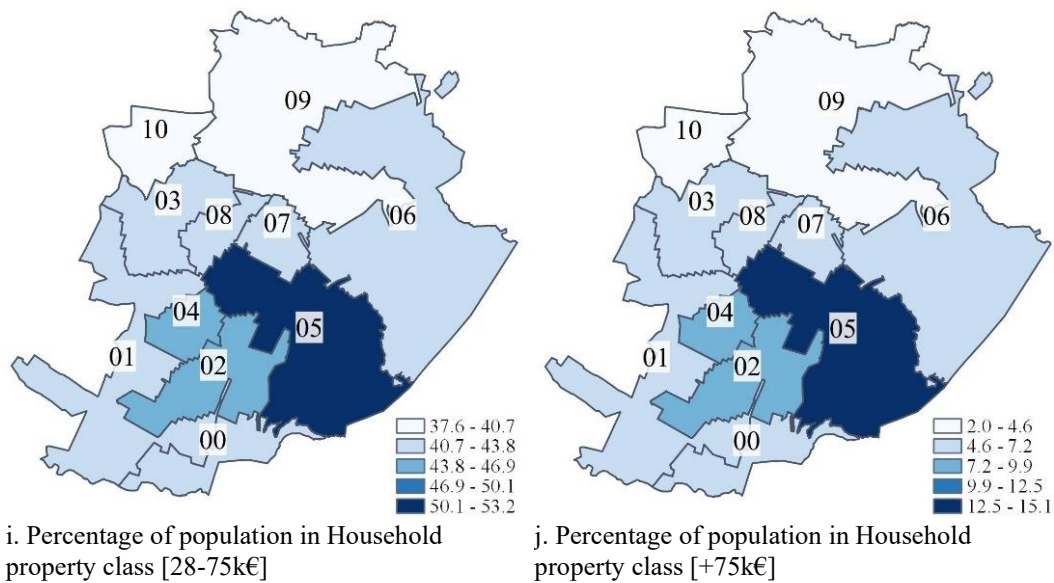 09
10
03
08
07
06
04
05
01
02
00
37.6 - 40.7
40.7 - 43.8
43.8 - 46.9
46.9 - 50.1
50.1 - 53.2
i. Percentage of population in Household
property class [28-75k€]
09
10
03
08
07
06
04
05
01
02
00
2.0 - 4.6
4.6 - 7.2
7.2 - 9.9
9.9 - 12.5
12.5 - 15.1
j. Percentage of population in Household
property class [+75k€]